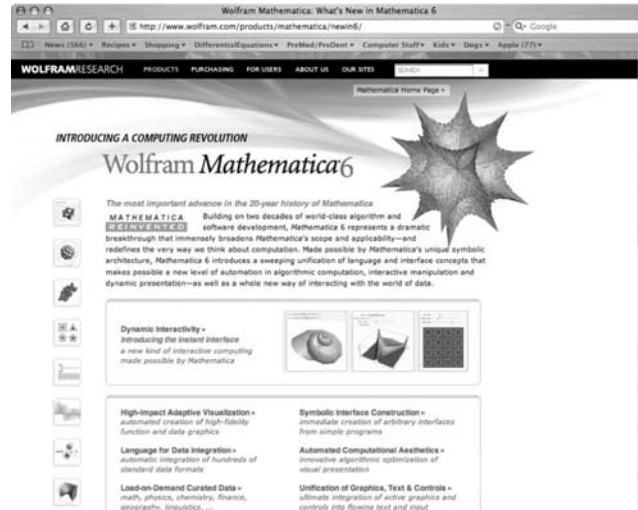 Wolfram Mathematica: What's New in Mathematica 6
http://www.wolfram.com/products/mathematica/newin6/
Q- Google
News (566) Recipes Shopping DifferentialEquations PreMed/PreDent Computer Stuff Kids Dogs Apple (77)
WOLFRAMRESEARCH PRODUCTS PURCHASING FOR USERS ABOUT US OUR SITES SEARCH
Mathematica Home Page »
INTRODUCING A COMPUTING REVOLUTION
Wolfram Mathematica 6
The most important advance in the 20-year history of Mathematica
MATHEMATICA
REINVENTED
Building on two decades of world-class algorithm and
software development, Mathematica 6 represents a dramatic
breakthrough that immensely broadens Mathematica's scope and applicability—and
redefines the very way we think about computation. Made possible by Mathematica's unique symbolic
architecture, Mathematica 6 introduces a sweeping unification of language and interface concepts that
makes possible a new level of automation in algorithmic computation, interactive manipulation and
dynamic presentation—as well as a whole new way of interacting with the world of data.
Dynamic Interactivity »
Introducing the instant interface
a new kind of interactive computing
made possible by Mathematica
High-Impact Adaptive Visualization »
automated creation of high-fidelity
function and data graphics
Symbolic Interface Construction »
immediate creation of arbitrary interfaces
from simple programs
Language for Data Integration »
automatic integration of hundreds of
standard data formats
Automated Computational Aesthetics »
innovative algorithmic optimization of
visual presentation
Load-on-Demand Curated Data »
math, physics, chemistry, finance,
geography, linguistics, ...
Unification of Graphics, Text & Controls »
ultimate integration of active graphics and
controls into flowing text and input